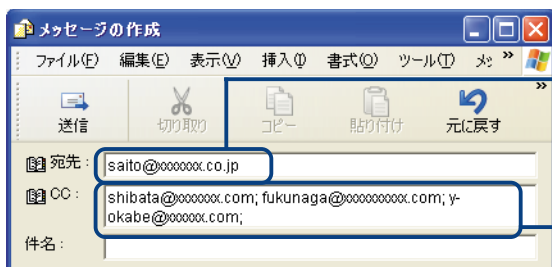 メッセージの作成
ファイル(F) 編集(E) 表示(V) 挿入(I) 書式(O) ツール(T) メッ »
送信 切り取り コピー 貼り付け 元に戻す »
宛先: saito@xxxxxxx.co.jp
CC: shibata@xxxxxxx.com; fukunaga@xxxxxxxxxx.com; y-
okabe@xxxxxx.com;
件名: